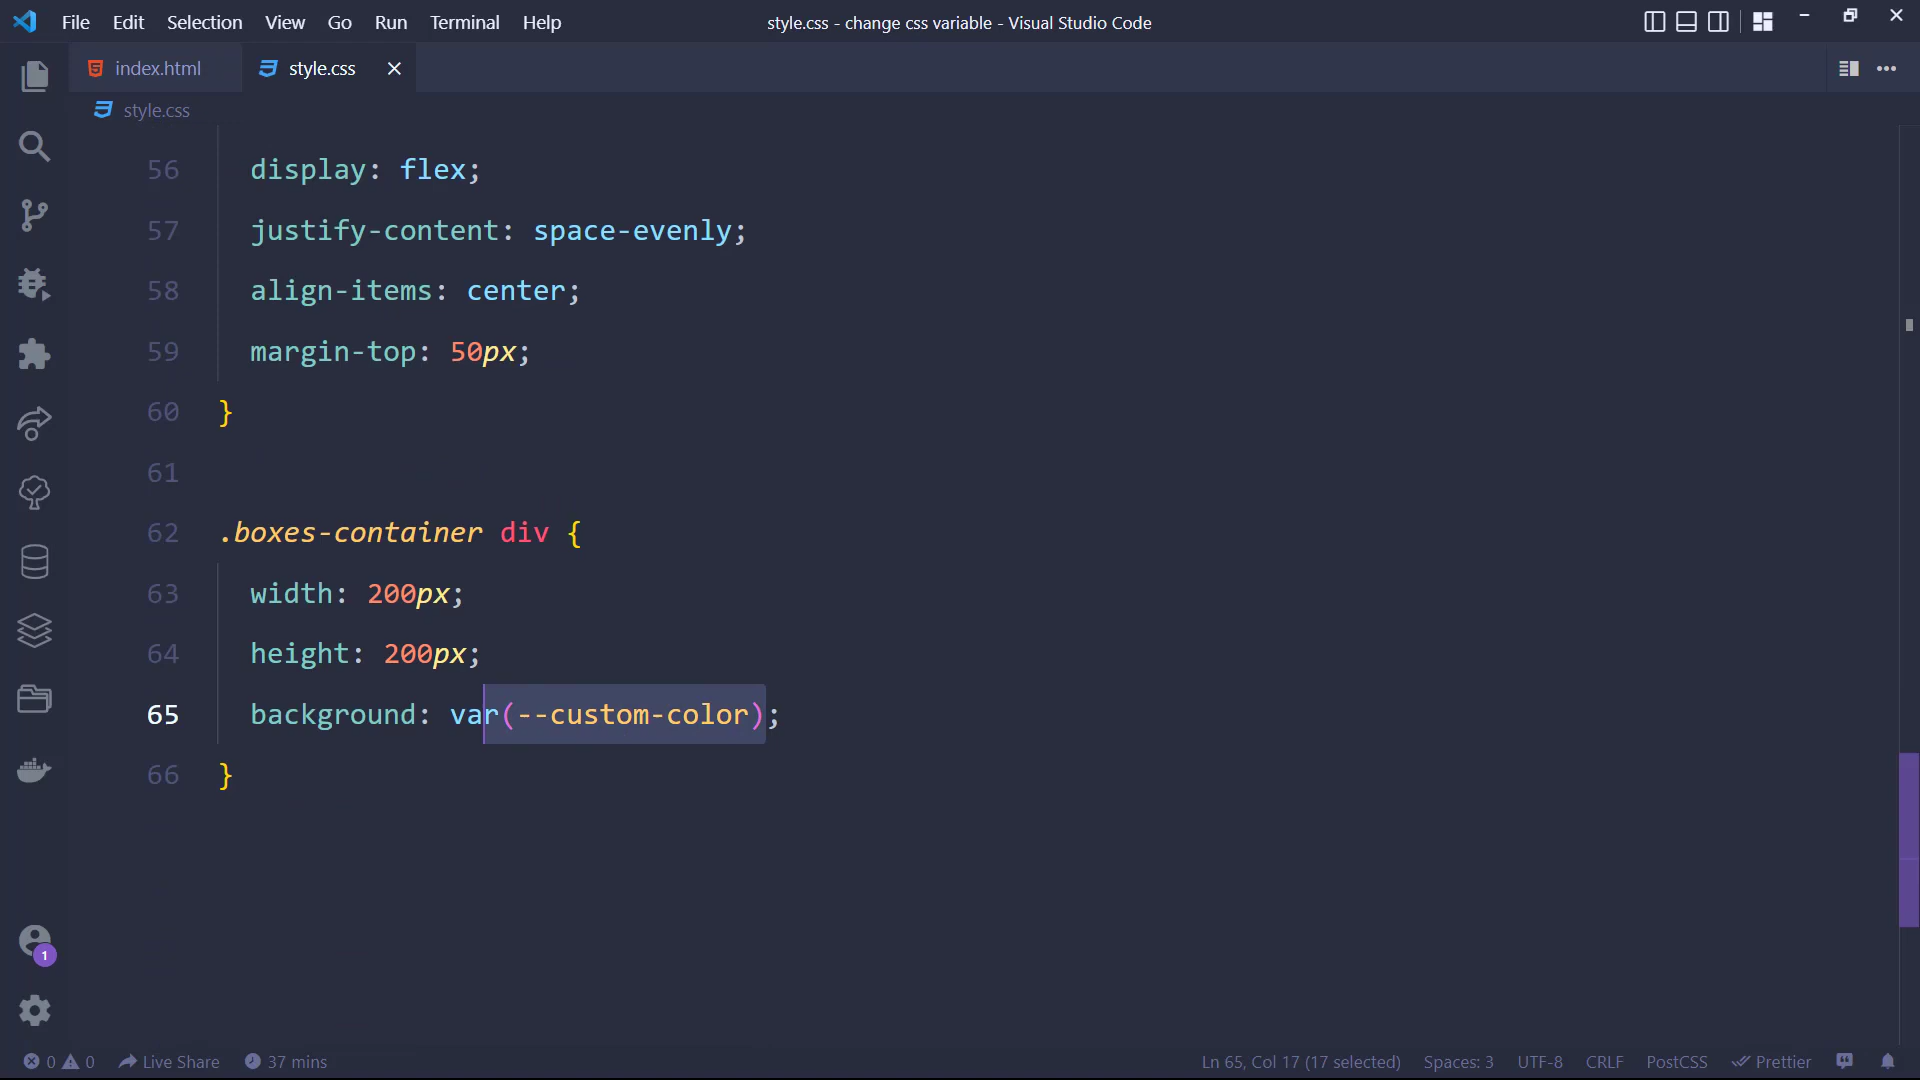 File Edit Selection View Go Run Terminal Help
style.css - change css variable - Visual Studio Code
index.html
style.css
style.css
56 display: flex;
57 justify-content: space-evenly;
58 align-items: center;
59 margin-top: 50px;
60 }
61
62 .boxes-container div {
63 width: 200px;
64 height: 200px;
65 background: var(--custom-color);
66 }
1
0 0 Live Share 37 mins
Ln 65, Col 17 (17 selected) Spaces: 3 UTF-8 CRLF PostCSS Prettier